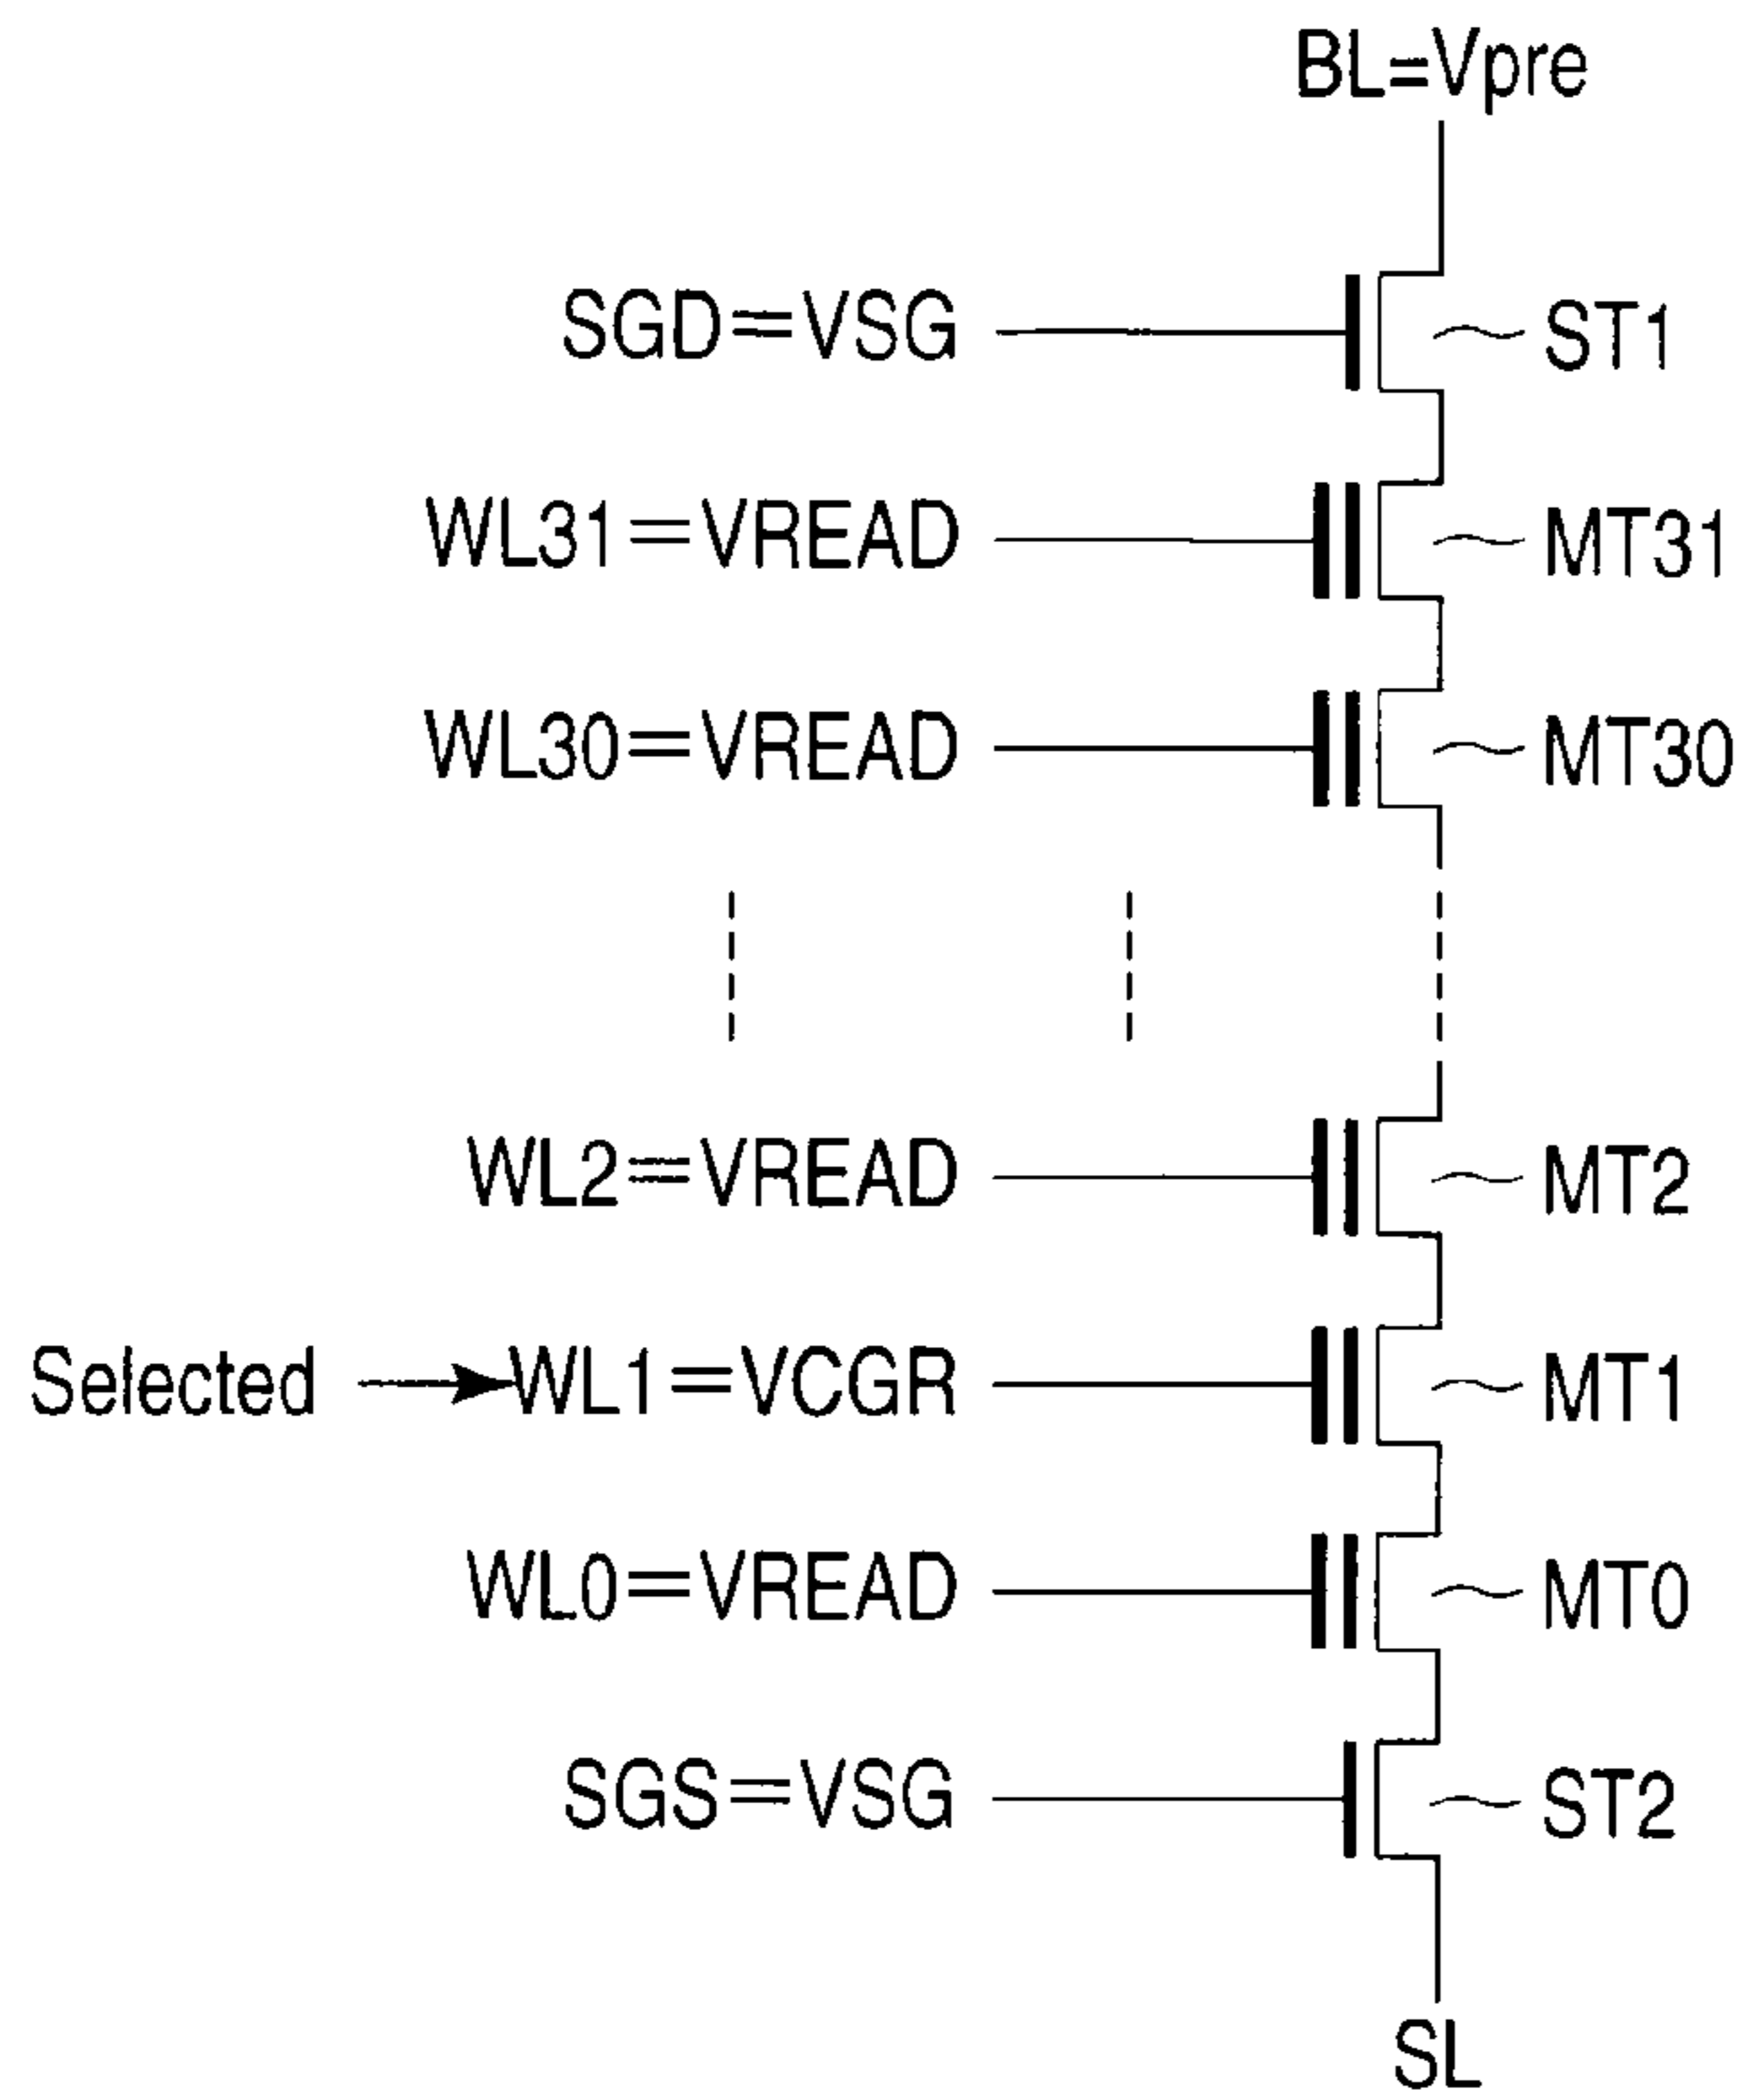 BL=Vpre
SGD=VSG ST1
WL31=VREAD MT31
WL30=VREAD MT30
WL2=VREAD MT2
Selected WL1=VCGR MT1
WL0=VREAD MT0
SGS=VSG ST2
SL